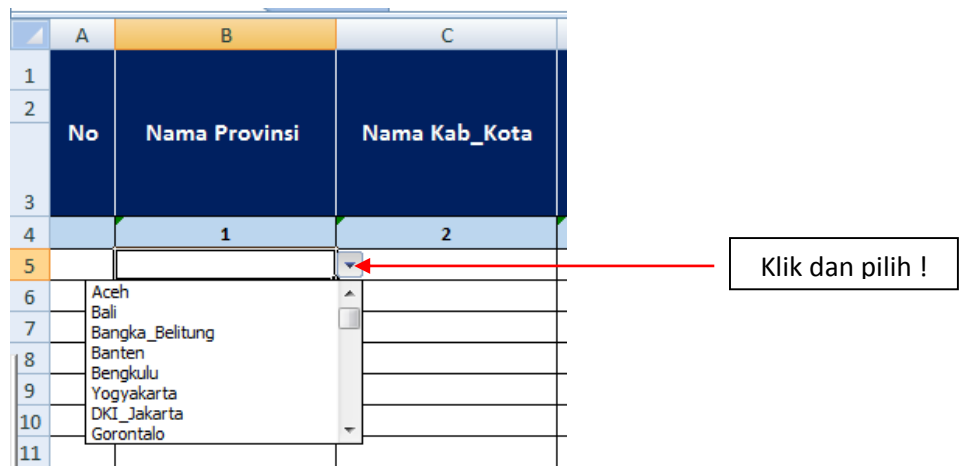 A B C
1
2
No Nama Provinsi Nama Kab_Kota
3
4 1 2
5
Klik dan pilih !
6 Aceh
Bali
7 Bangka_Belitung
8 Banten
Bengkulu
9 Yogyakarta
10 DKI_Jakarta
Gorontalo
11